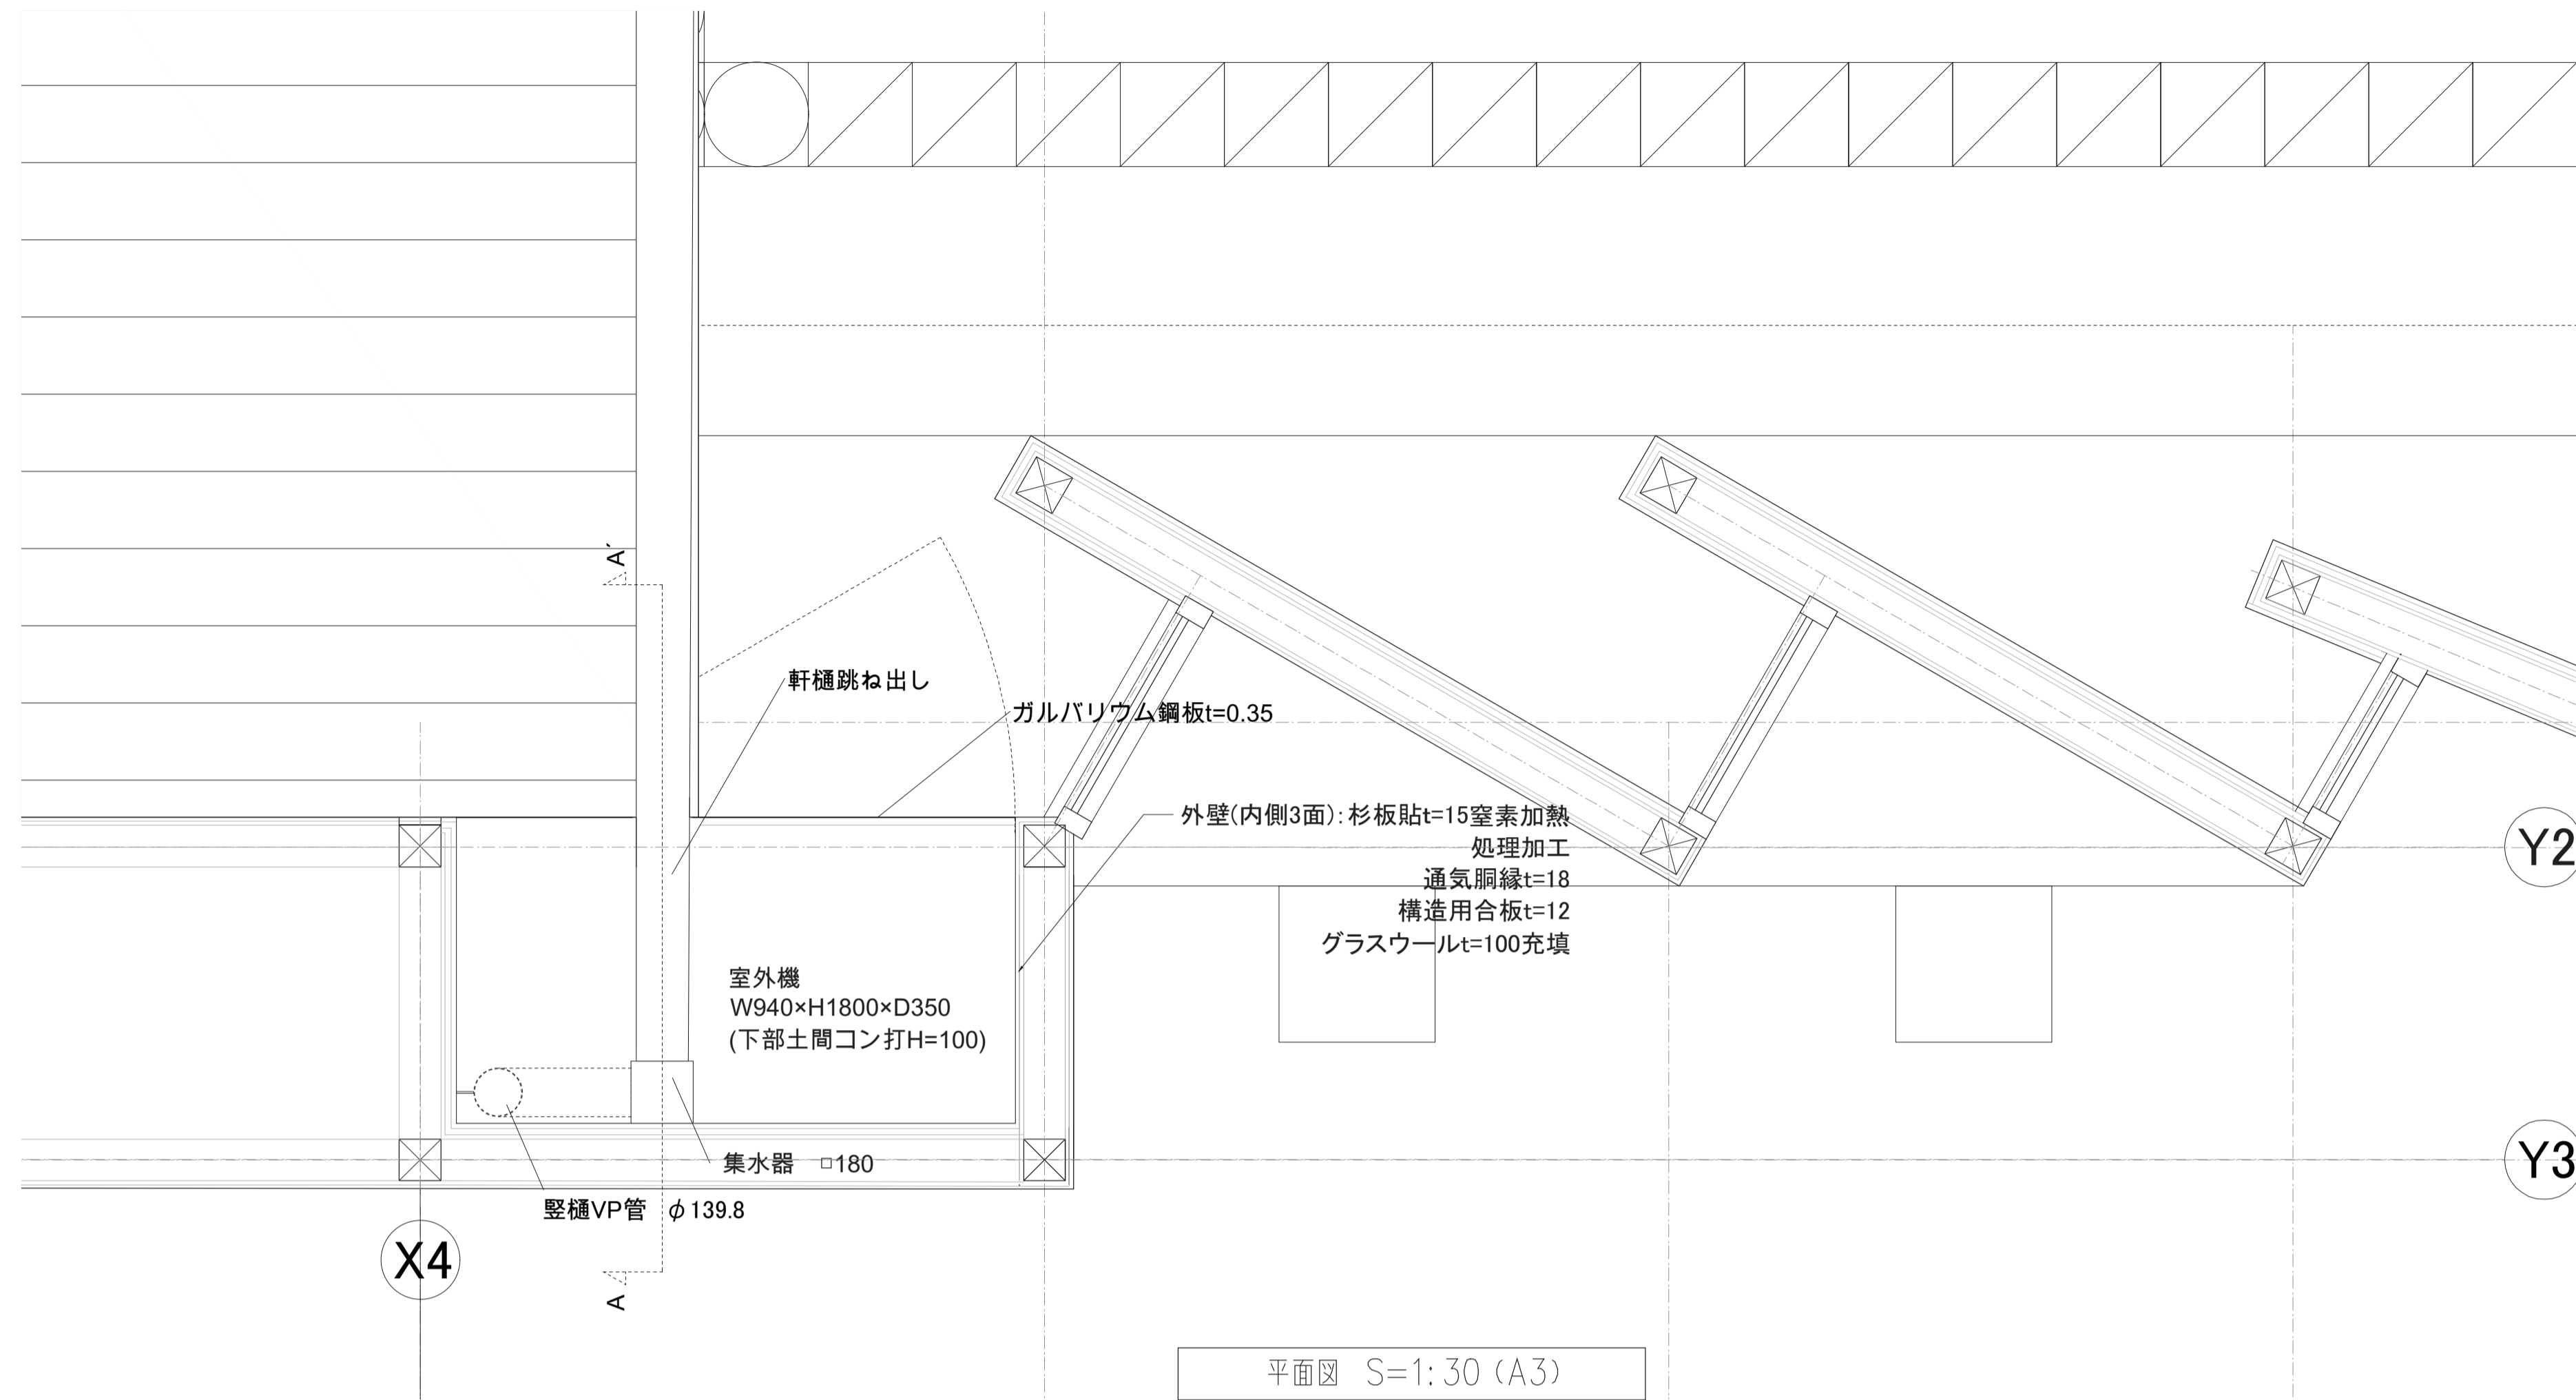 A´
軒樋跳ね出し
ガルバリウム鋼板t=0.35
外壁(内側3面):杉板貼t=15窒素加熱
処理加工
通気胴縁t=18
構造用合板t=12
グラスウールt=100充填
Y2
室外機
W940×H1800×D350
(下部土間コン打H=100)
集水器　□180
Y3
竪樋VP管　φ139.8
X4
A
平面図　S=1:30 (A3)